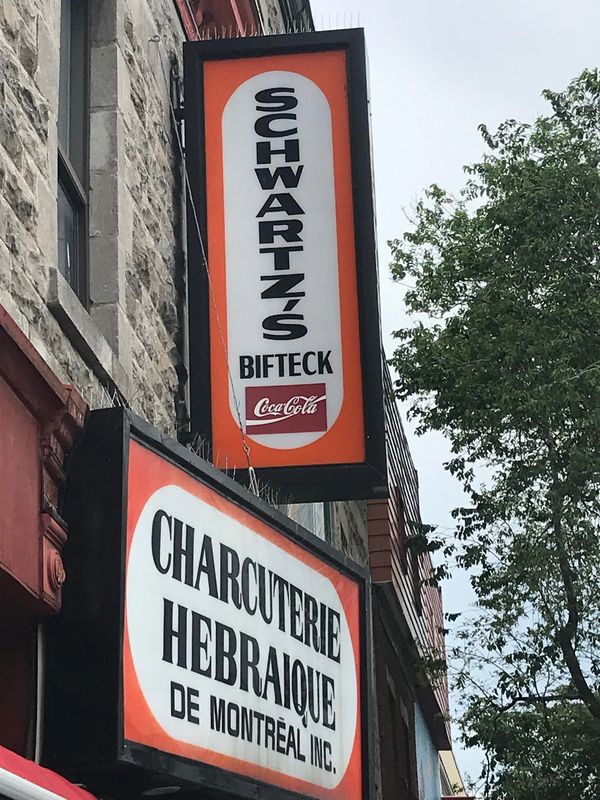 SCHWARTZ'S
BIFTECK
Coca-Cola
CHARCUTERIE
HEBRAIQUE
DE MONTRÉAL INC.